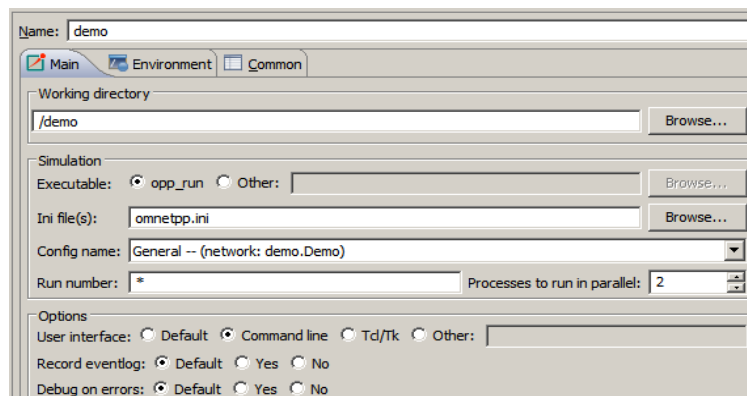 Name: demo
Main Environment Common
Working directory
/demo Browse...
Simulation
Executable: opp_run Other: Browse...
Ini file(s): omnetpp.ini Browse...
Config name: General -- (network: demo.Demo)
Run number: * Processes to run in parallel: 2
Options
User interface: Default Command line Tcl/Tk Other:
Record eventlog: Default Yes No
Debug on errors: Default Yes No